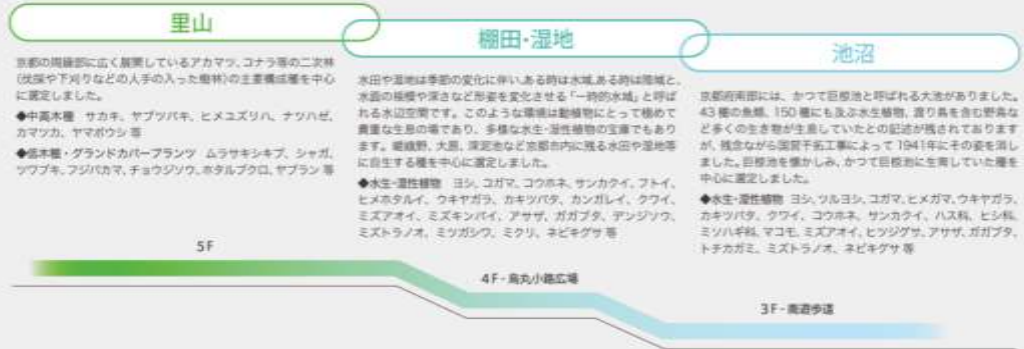 里山
京都の周縁部に広く展開しているアカマツ、コナラ等の二次林
(伐採や下刈りなどの人手の入った樹林)の主要構成種を中心
に選定しました。
◆中高木種 サカキ、ヤブツバキ、ヒメユズリハ、ナツハゼ、
カマツカ、ヤマボウシ 等
◆低木種・グランドカバープランツ ムラサキシキブ、シャガ、
ツワブキ、フジバカマ、チョウジソウ、ホタルブクロ、ヤブラン 等
5F
棚田・湿地
水田や湿地は季節の変化に伴い、ある時は水域、ある時は陸域と、
水面の規模や深さなど形姿を変化させる「一時的水域」と呼ば
れる水辺空間です。このような環境は動植物にとって極めて
貴重な生息の場であり、多様な水生・湿性植物の宝庫でもあり
ます。嵯峨野、大原、深泥池など京都市内に残る水田や湿地等
に自生する種を中心に選定しました。
◆水生・湿性植物 ヨシ、コガマ、コウホネ、サンカクイ、フトイ、
ヒメホタルイ、ウキヤガラ、カキツバタ、カンガレイ、クワイ、
ミズアオイ、ミズキンバイ、アサザ、ガガブタ、デンジソウ、
ミズトラノオ、ミツガシワ、ミクリ、ネビキグサ 等
4F-烏丸小路広場
池沼
京都府南部には、かつて巨椋池と呼ばれる大池がありました。
43種の魚類、150種にも及ぶ水生植物、渡り鳥を含む野鳥な
ど多くの生き物が生息していたとの記述が残されております
が、残念ながら国営干拓工事によって1941年にその姿を消し
ました。巨椋池を懐かしみ、かつて巨椋池に生育していた種を
中心に選定しました。
◆水生・湿性植物 ヨシ、ツルヨシ、コガマ、ヒメガマ、ウキヤガラ、
カキツバタ、クワイ、コウホネ、サンカクイ、ハス科、ヒシ科、
ミソハギ科、マコモ、ミズアオイ、ヒツジグサ、アサザ、ガガブタ、
トチカガミ、ミズトラノオ、ネビキグサ 等
3F-南遊歩道